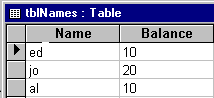 tblNames : Table
Name Balance
ed 10
jo 20
al 10